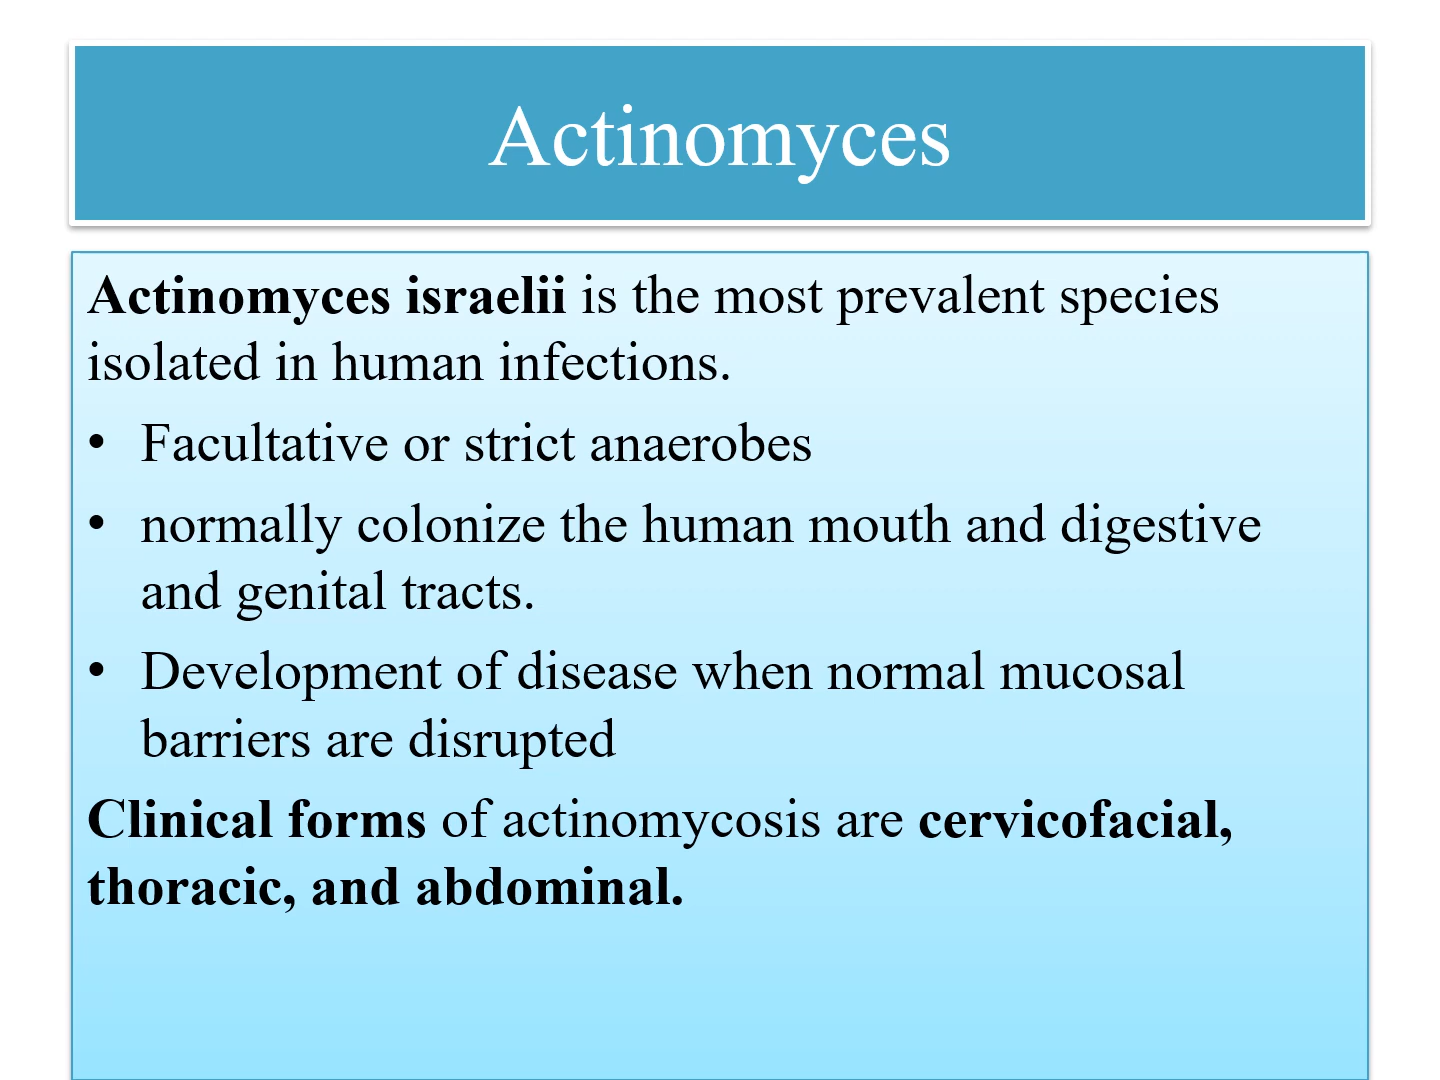 Actinomyces
Actinomyces israelii is the most prevalent species
isolated in human infections.
• Facultative or strict anaerobes
• normally colonize the human mouth and digestive
and genital tracts.
• Development of disease when normal mucosal
barriers are disrupted
Clinical forms of actinomycosis are cervicofacial,
thoracic, and abdominal.